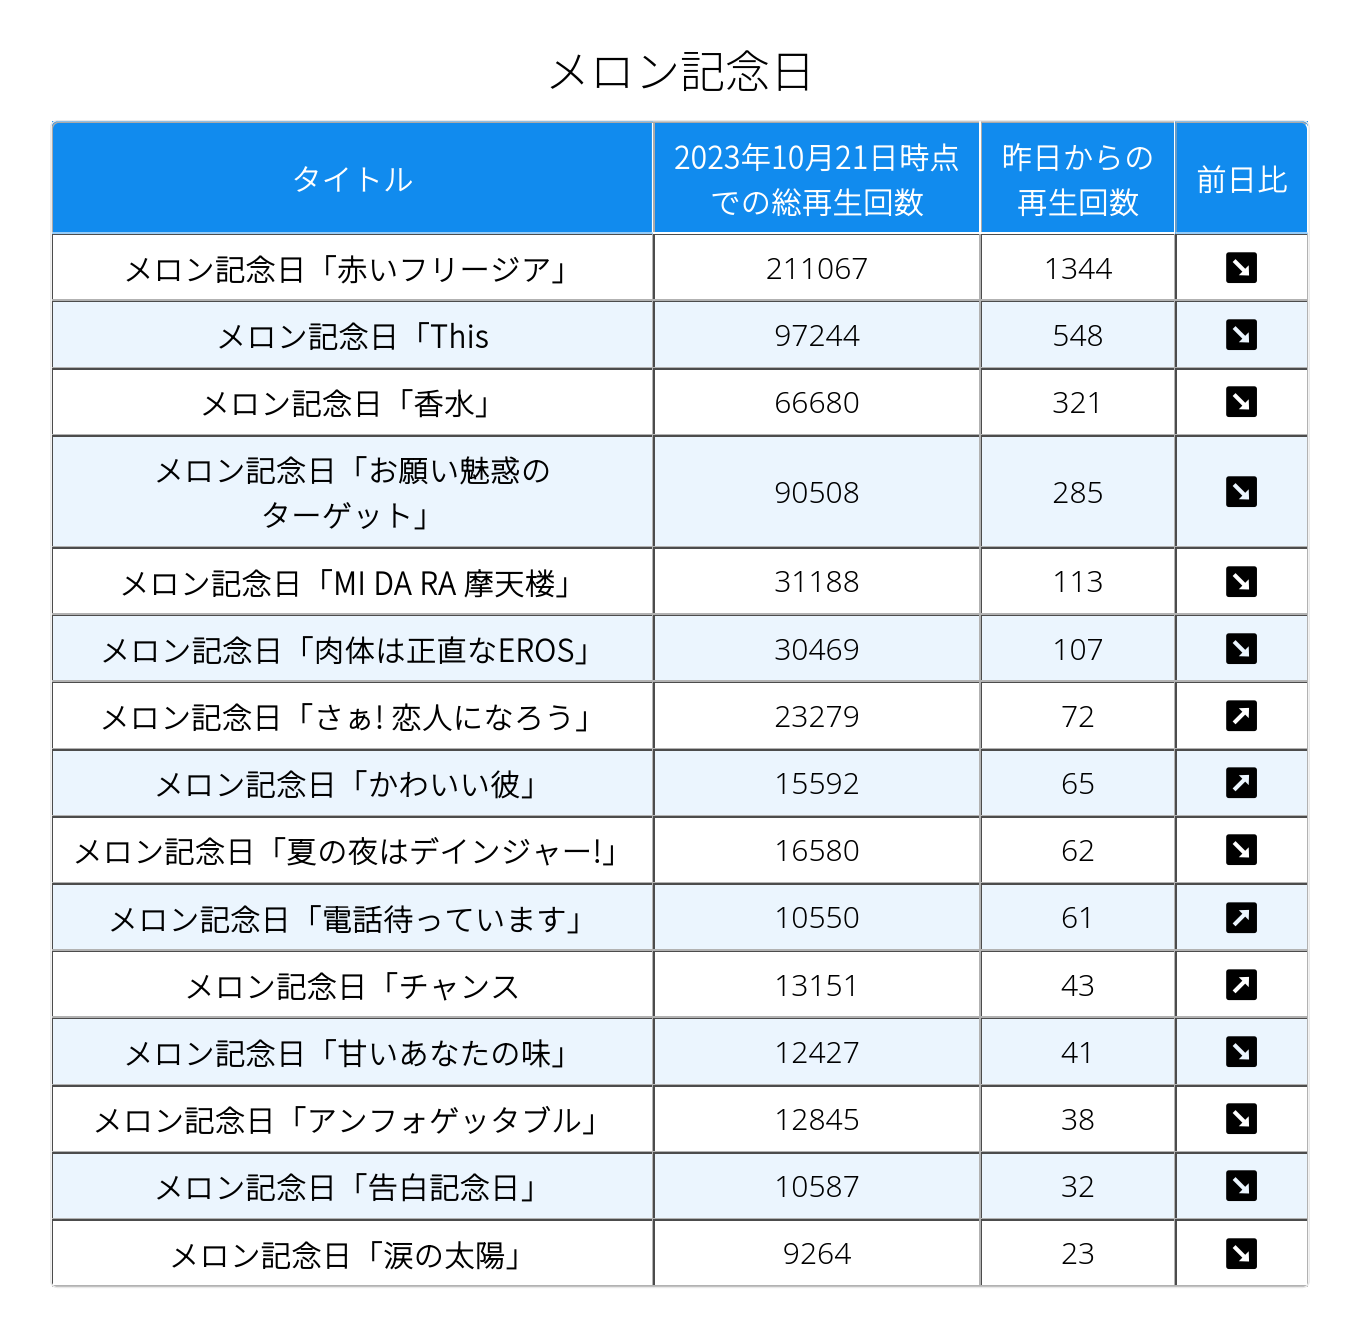 メロン記念日
タイトル
2023年10月21日時点
での総再生回数
昨日からの
再生回数
前日比
メロン記念日「赤いフリージア」 211067 1344 ↘
メロン記念日「This 97244 548 ↘
メロン記念日「香水」 66680 321 ↘
メロン記念日「お願い魅惑の
ターゲット」 90508 285 ↘
メロン記念日「MI DA RA 摩天楼」 31188 113 ↘
メロン記念日「肉体は正直なEROS」 30469 107 ↘
メロン記念日「さぁ! 恋人になろう」 23279 72 ↗
メロン記念日「かわいい彼」 15592 65 ↗
メロン記念日「夏の夜はデインジャー!」 16580 62 ↘
メロン記念日「電話待っています」 10550 61 ↗
メロン記念日「チャンス 13151 43 ↗
メロン記念日「甘いあなたの味」 12427 41 ↘
メロン記念日「アンフォゲッタブル」 12845 38 ↘
メロン記念日「告白記念日」 10587 32 ↘
メロン記念日「涙の太陽」 9264 23 ↘